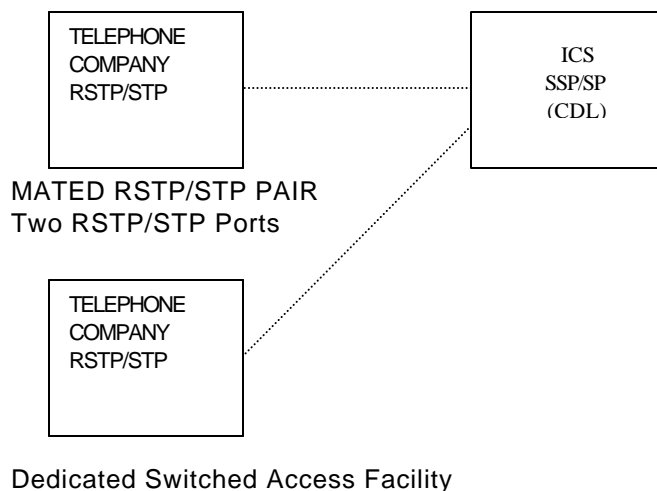 TELEPHONE
COMPANY
RSTP/STP
ICS
SSP/SP
(CDL)
MATED RSTP/STP PAIR
Two RSTP/STP Ports
TELEPHONE
COMPANY
RSTP/STP
Dedicated Switched Access Facility